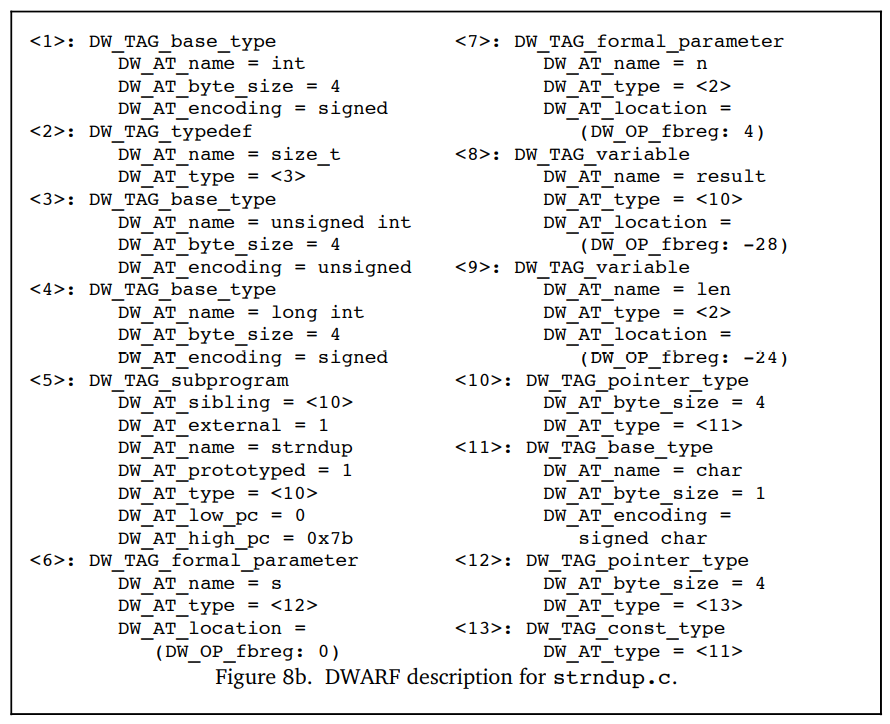 <1>: DW_TAG_base_type
DW_AT_name = int
DW_AT_byte_size = 4
DW_AT_encoding = signed
<2>: DW_TAG_typedef
DW_AT_name = size_t
DW_AT_type = <3>
<3>: DW_TAG_base_type
DW_AT_name = unsigned int
DW_AT_byte_size = 4
DW_AT_encoding = unsigned
<4>: DW_TAG_base_type
DW_AT_name = long int
DW_AT_byte_size = 4
DW_AT_encoding = signed
<5>: DW_TAG_subprogram
DW_AT_sibling = <10>
DW_AT_external = 1
DW_AT_name = strndup
DW_AT_prototyped = 1
DW_AT_type = <10>
DW_AT_low_pc = 0
DW_AT_high_pc = 0x7b
<6>: DW_TAG_formal_parameter
DW_AT_name = s
DW_AT_type = <12>
DW_AT_location =
(DW_OP_fbreg: 0)
<7>: DW_TAG_formal_parameter
DW_AT_name = n
DW_AT_type = <2>
DW_AT_location =
(DW_OP_fbreg: 4)
<8>: DW_TAG_variable
DW_AT_name = result
DW_AT_type = <10>
DW_AT_location =
(DW_OP_fbreg: -28)
<9>: DW_TAG_variable
DW_AT_name = len
DW_AT_type = <2>
DW_AT_location =
(DW_OP_fbreg: -24)
<10>: DW_TAG_pointer_type
DW_AT_byte_size = 4
DW_AT_type = <11>
<11>: DW_TAG_base_type
DW_AT_name = char
DW_AT_byte_size = 1
DW_AT_encoding =
signed char
<12>: DW_TAG_pointer_type
DW_AT_byte_size = 4
DW_AT_type = <13>
<13>: DW_TAG_const_type
DW_AT_type = <11>
Figure 8b. DWARF description for strndup.c.